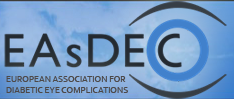 EAsDEC
EUROPEAN ASSOCIATION FOR
DIABETIC EYE COMPLICATIONS